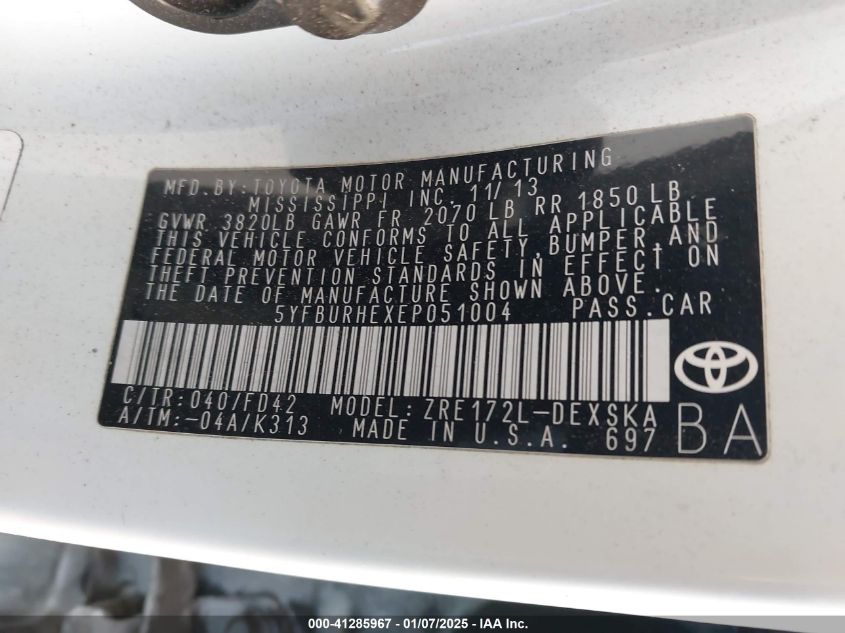 MFD. BY: TOYOTA MOTOR MANUFACTURING
MISSISSIPPI INC. 11/13
GVWR 3820LB GAWR FR 2070 LB RR 1850 LB
THIS VEHICLE CONFORMS TO ALL APPLICABLE
FEDERAL MOTOR VEHICLE SAFETY, BUMPER, AND
THEFT PREVENTION STANDARDS IN EFFECT ON
THE DATE OF MANUFACTURE SHOWN ABOVE.
5YFBURHEXEP051004 PASS.CAR
C/TR: 040/FD42 MODEL: ZRE172L-DEXSKA
A/TM: -04A/K313 MADE IN U.S.A. 697 BA
000-41285967 | 01/07/2025 - IAA Inc.